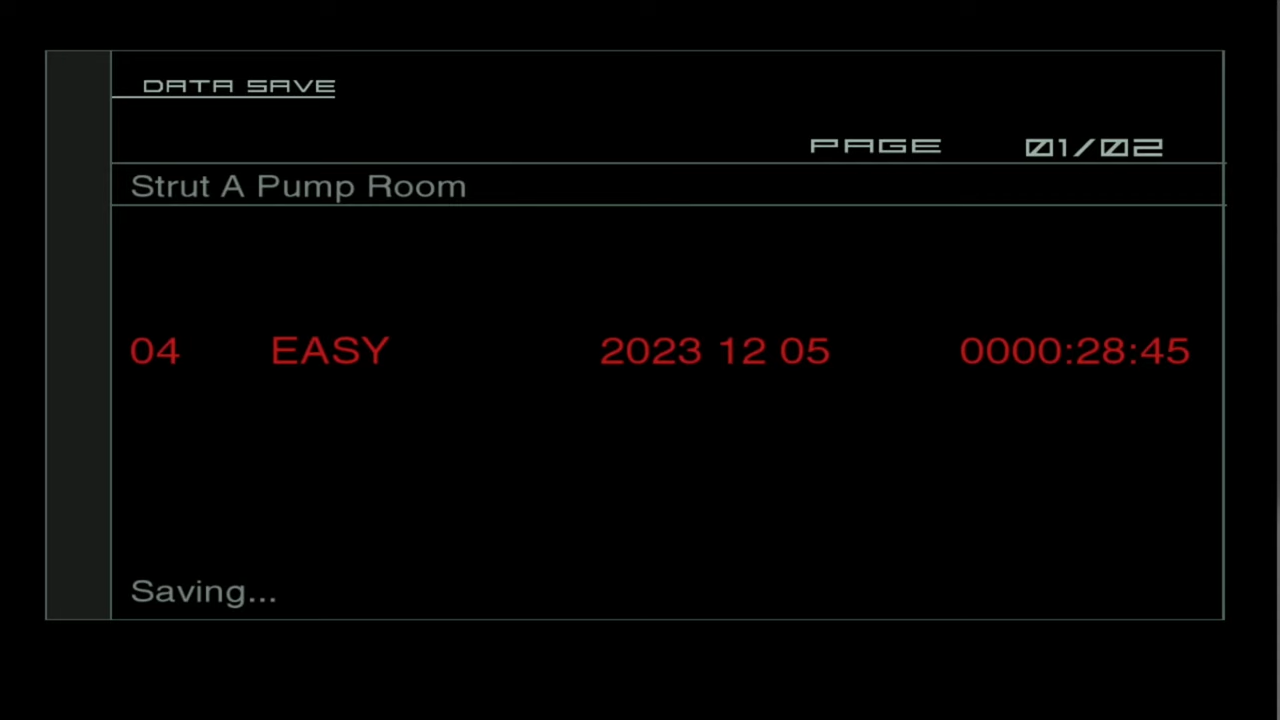 DATA SAVE
PAGE 01/02
Strut A Pump Room
04 EASY 2023 12 05 0000:28:45
Saving...